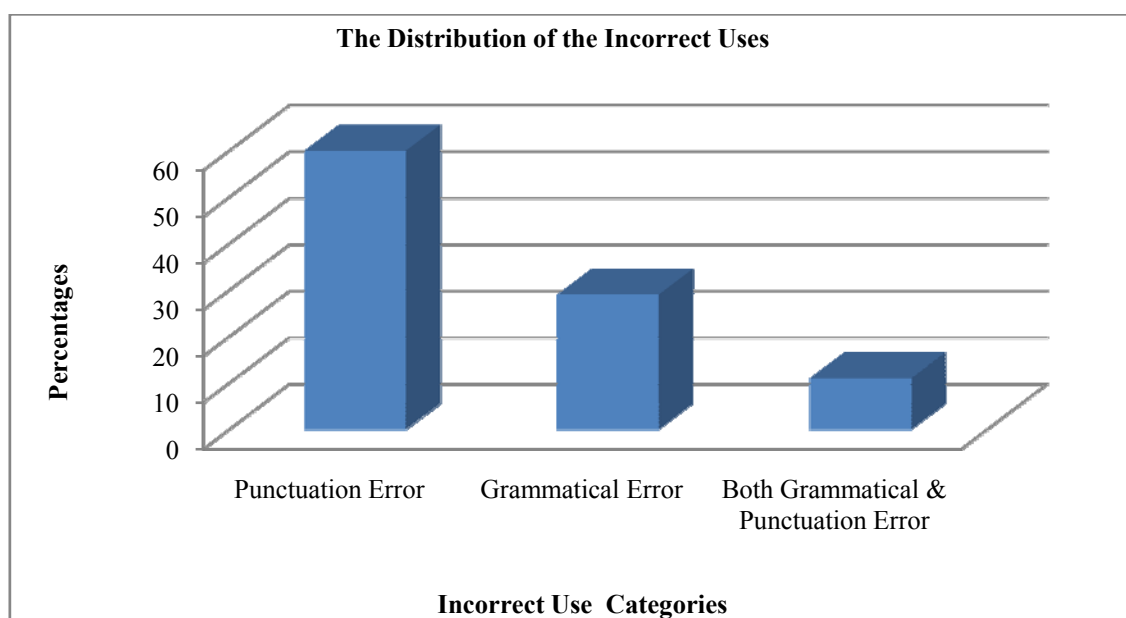 The Distribution of the Incorrect Uses
60
50
40
30
20
10
0
Percentages
Punctuation Error
Grammatical Error
Both Grammatical &
Punctuation Error
Incorrect Use Categories